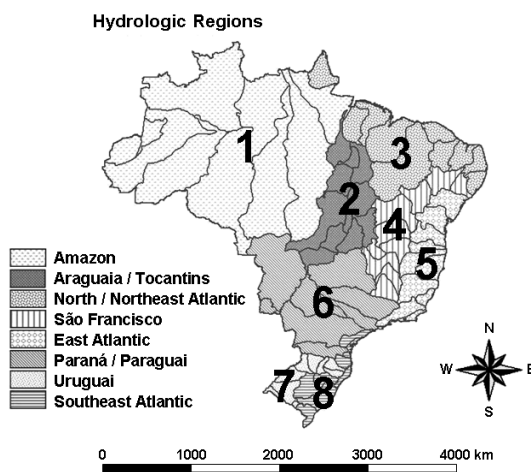 Hydrologic Regions
1
2
3
4
5
6
7
8
Amazon
Araguaia / Tocantins
North / Northeast Atlantic
São Francisco
East Atlantic
Paraná / Paraguai
Uruguai
Southeast Atlantic
N
W E
S
0 1000 2000 3000 4000 km